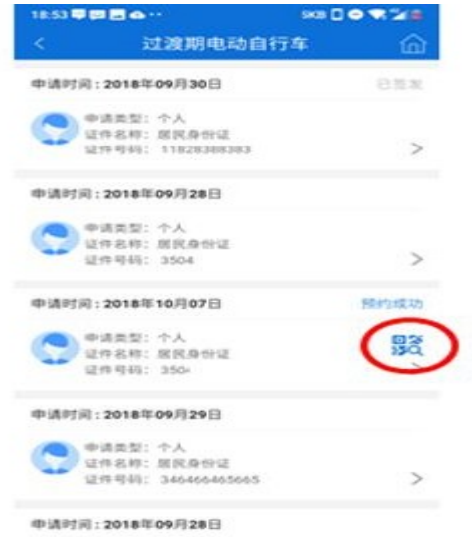 18:53
过渡期电动自行车
申请时间：2018年09月30日 已签发
申请类型： 个人
证件名称： 居民身份证
证件号码： 11828388383
申请时间：2018年09月28日
申请类型： 个人
证件名称： 居民身份证
证件号码： 3504
申请时间：2018年10月07日 预约成功
申请类型： 个人
证件名称： 居民身份证
证件号码： 350
申请时间：2018年09月29日
申请类型： 个人
证件名称： 居民身份证
证件号码： 346466465665
申请时间：2018年09月28日